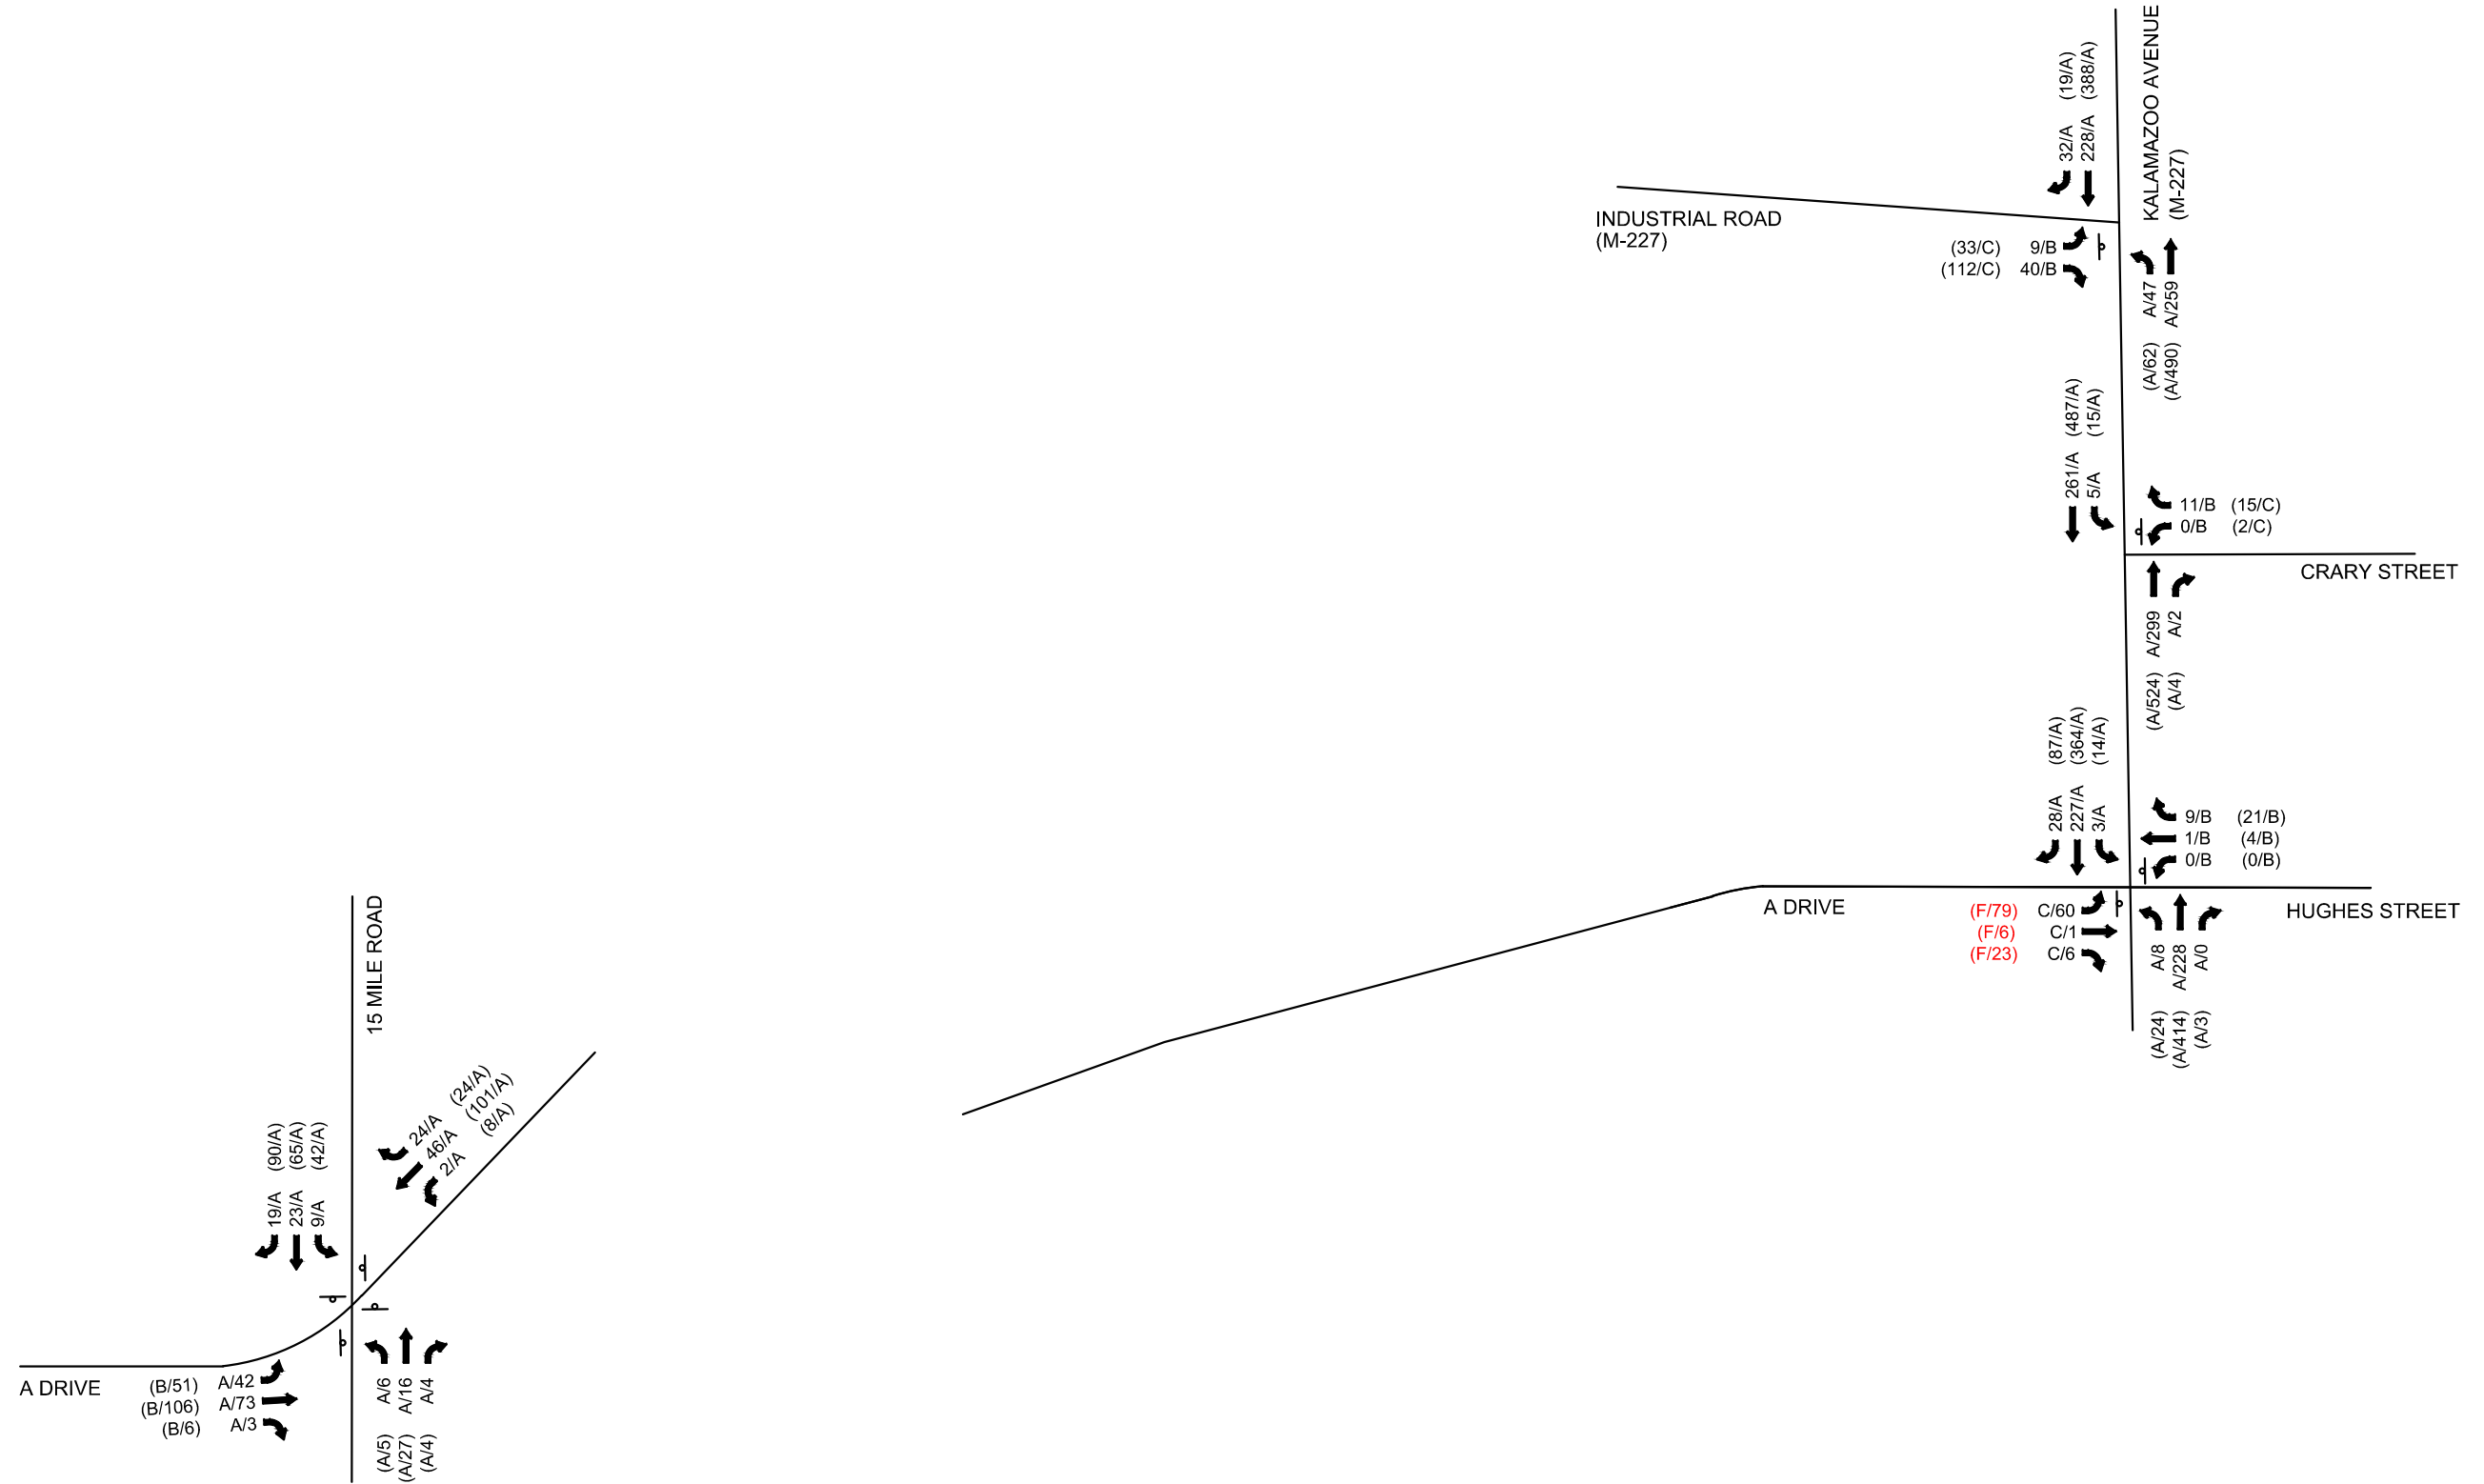 KALAMAZOO AVENUE
(M-227)
32/A (19/A)
228/A (388/A)
INDUSTRIAL ROAD
(M-227)
(33/C) 9/B
(112/C) 40/B
(A/62) A/47
(A/490) A/259
261/A (487/A)
5/A (15/A)
11/B (15/C)
0/B (2/C)
CRARY STREET
(A/524) A/299
(A/4) A/2
28/A (87/A)
227/A (364/A)
3/A (14/A)
9/B (21/B)
1/B (4/B)
0/B (0/B)
A DRIVE
(F/79) C/60
(F/6) C/1
(F/23) C/6
HUGHES STREET
(A/24) A/8
(A/414) A/228
(A/3) A/0
15 MILE ROAD
24/A (24/A)
46/A (101/A)
2/A (8/A)
19/A (90/A)
23/A (65/A)
9/A (42/A)
A DRIVE
(B/51) A/42
(B/106) A/73
(B/6) A/3
(A/5) A/6
(A/27) A/16
(A/4) A/4